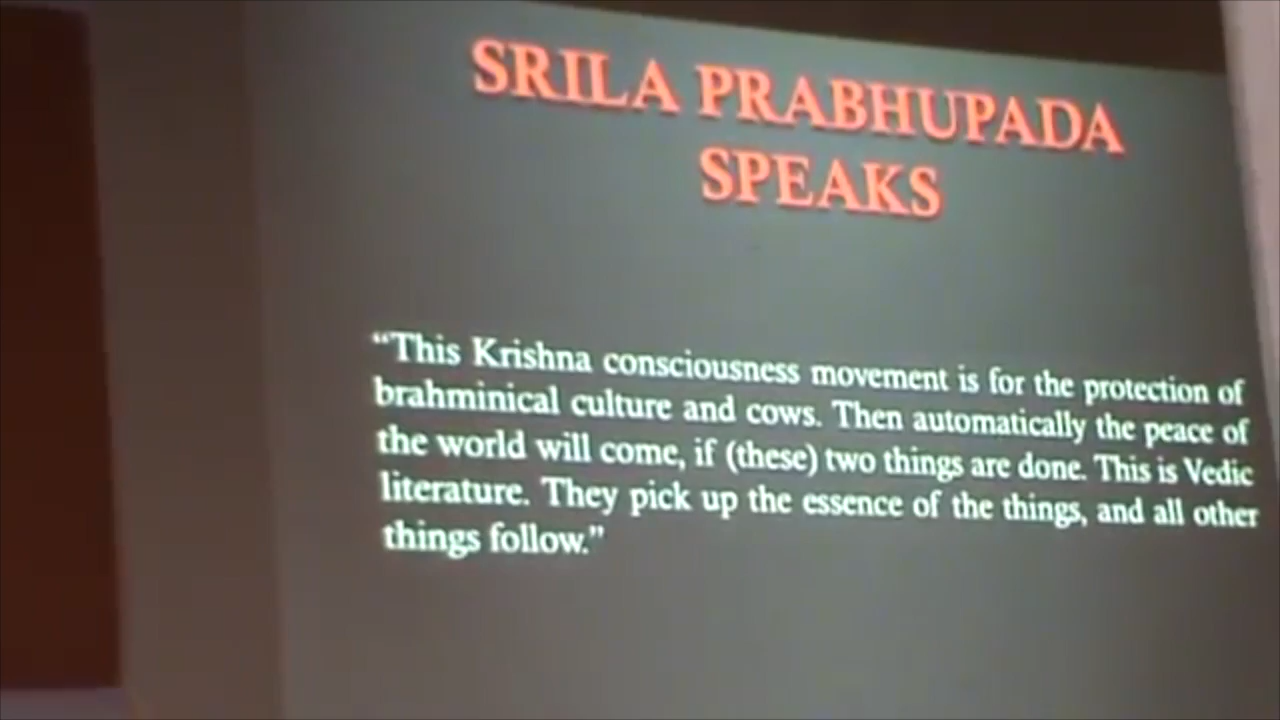 SRILA PRABHUPADA
SPEAKS
“This Krishna consciousness movement is for the protection of
brahminical culture and cows. Then automatically the peace of
the world will come, if (these) two things are done. This is Vedic
literature. They pick up the essence of the things, and all other
things follow.”